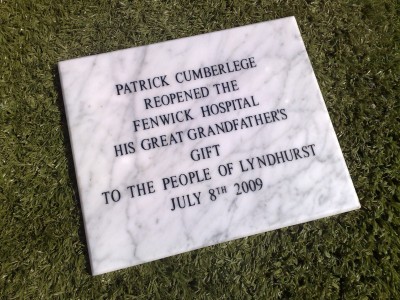 PATRICK CUMBERLEGE
REOPENED THE
FENWICK HOSPITAL
HIS GREAT GRANDFATHER'S
GIFT
TO THE PEOPLE OF LYNDHURST
JULY 8TH 2009